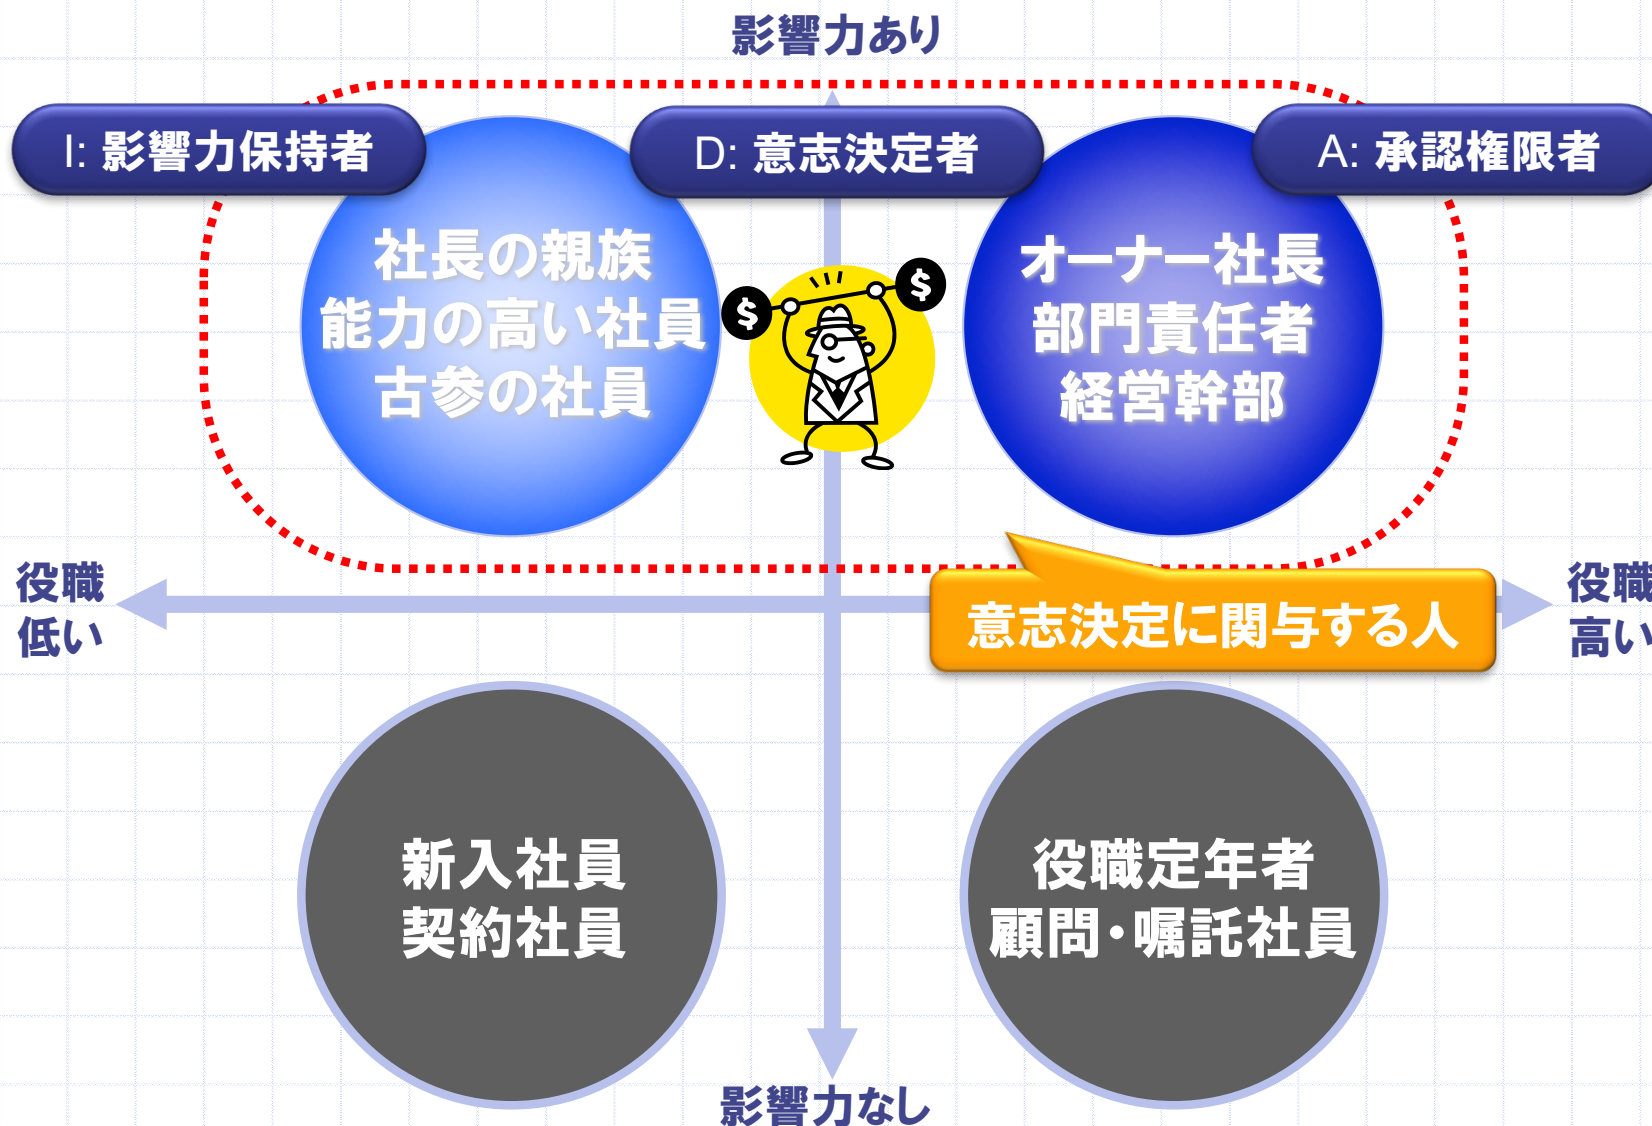 影響力あり
I: 影響力保持者
D: 意志決定者
A: 承認権限者
社長の親族
能力の高い社員
古参の社員
$
$
オーナー社長
部門責任者
経営幹部
役職
低い
意志決定に関与する人
役職
高い
新入社員
契約社員
役職定年者
顧問・嘱託社員
影響力なし